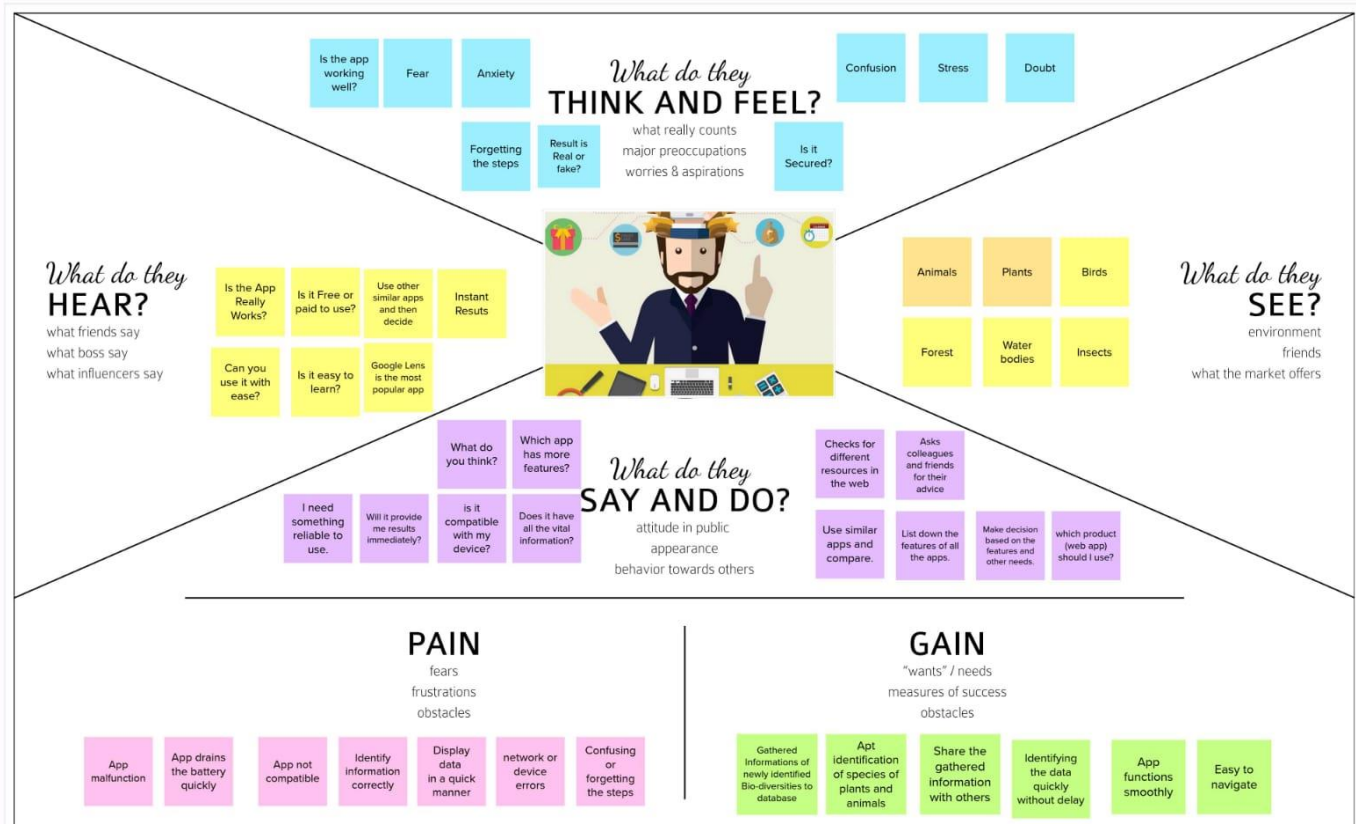 Is the app
working
well?
Fear
Anxiety
What do they
THINK AND FEEL?
what really counts
major preoccupations
worries & aspirations
Confusion
Stress
Doubt
Forgetting
the steps
Result is
Real or
fake?
Is it
Secured?
What do they
HEAR?
what friends say
what boss say
what influencers say
Is the App
Really
Works?
Is it Free or
paid to use?
Use other
similar apps
and then
decide
Instant
Resuts
Can you
use it with
ease?
Is it easy to
learn?
Google Lens
is the most
popular app
Animals
Plants
Birds
Forest
Water
bodies
Insects
What do they
SEE?
environment
friends
what the market offers
What do
you think?
Which app
has more
features?
I need
something
reliable to
use.
Will it provide
me results
immediately?
is it
compatible
with my
device?
Does it have
all the vital
information?
What do they
SAY AND DO?
attitude in public
appearance
behavior towards others
Checks for
different
resources in
the web
Asks
colleagues
and friends
for their
advice
Use similar
apps and
compare.
List down the
features of all
the apps.
Make decision
based on the
features and
other needs.
which product
(web app)
should I use?
PAIN
fears
frustrations
obstacles
App
malfunction
App drains
the battery
quickly
App not
compatible
Identify
information
correctly
Display
data
in a quick
manner
network or
device
errors
Confusing
or
forgetting
the steps
GAIN
"wants" / needs
measures of success
obstacles
Gathered
Informations of
newly identified
Bio-diversities to
database
Apt
identification
of species of
plants and
animals
Share the
gathered
information
with others
Identifying
the data
quickly
without delay
App
functions
smoothly
Easy to
navigate